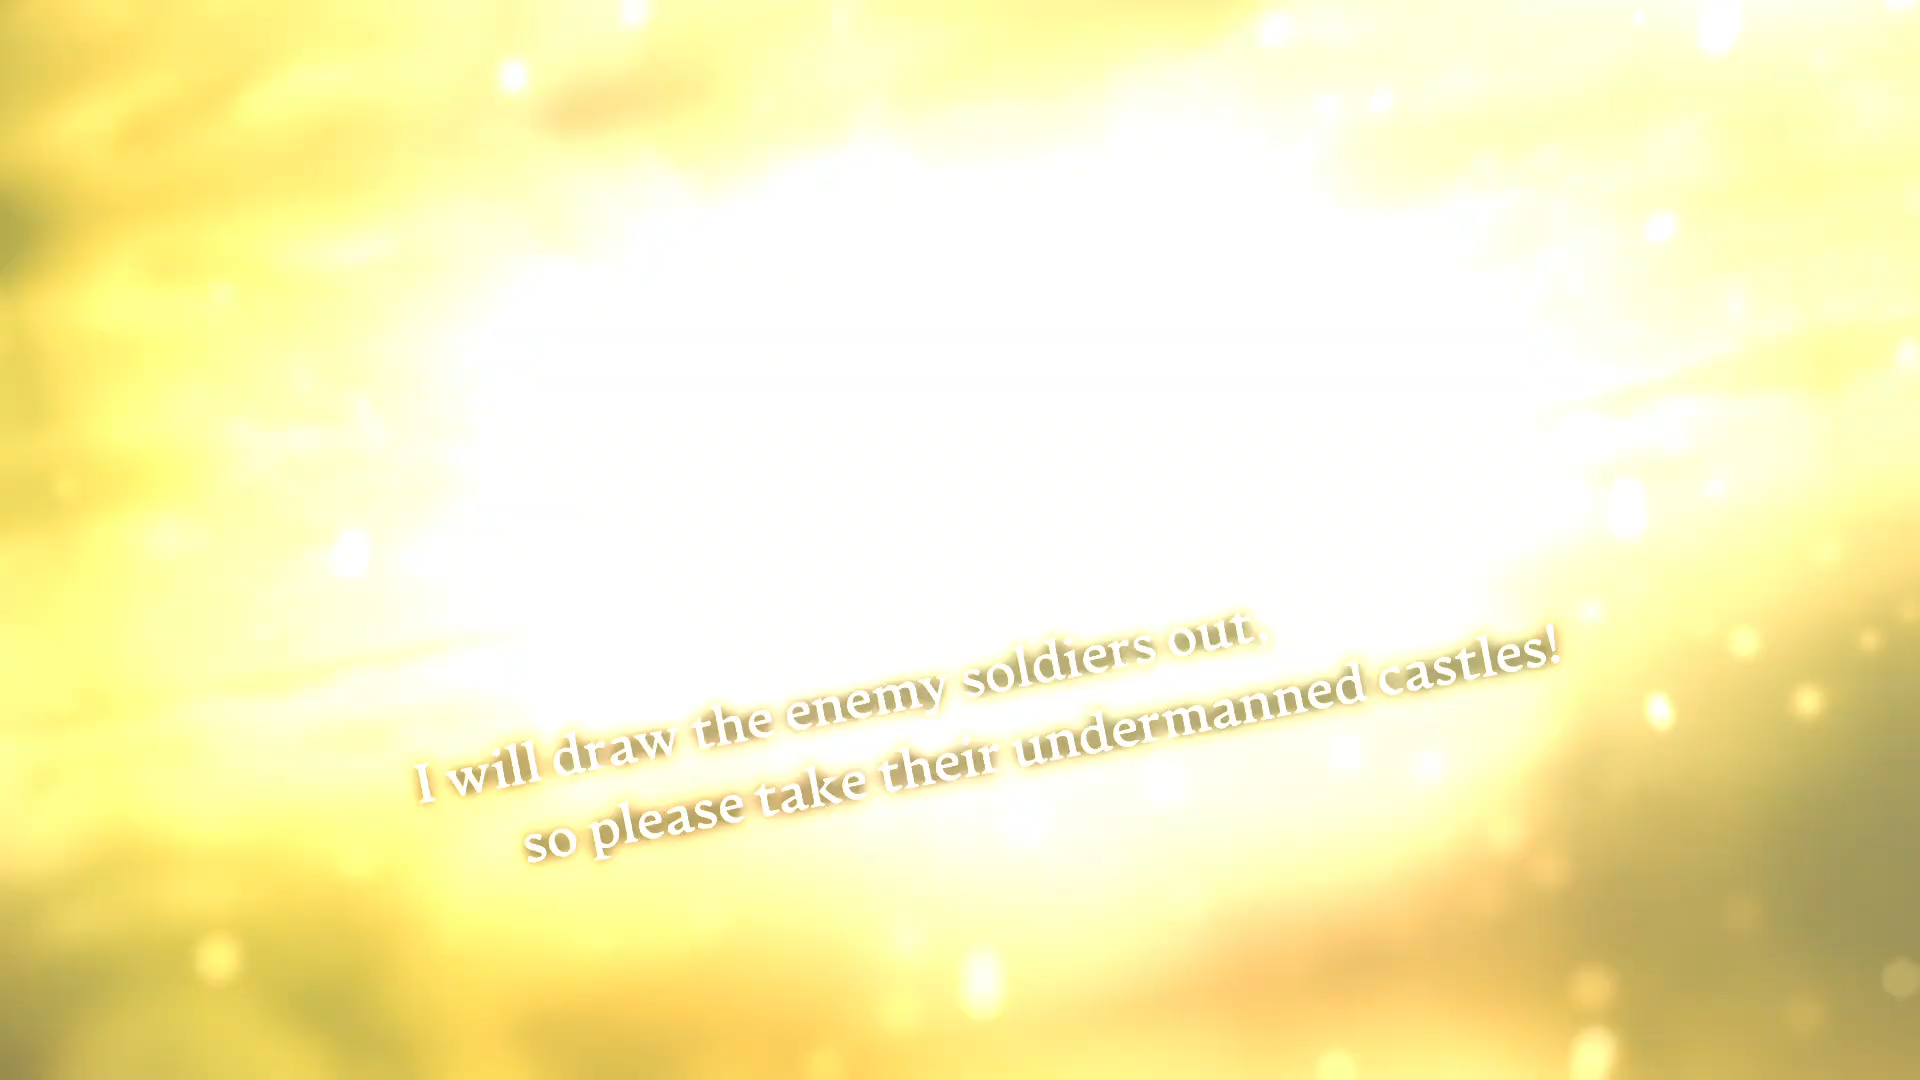 I will draw the enemy soldiers out,
so please take their undermanned castles!